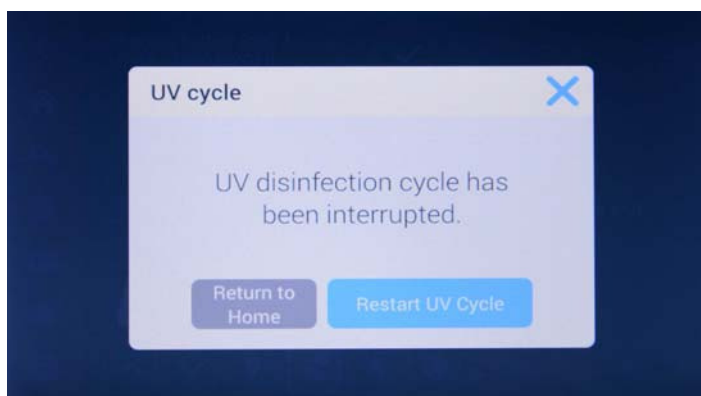 UV cycle
UV disinfection cycle has
been interrupted.
Return to
Home
Restart UV Cycle